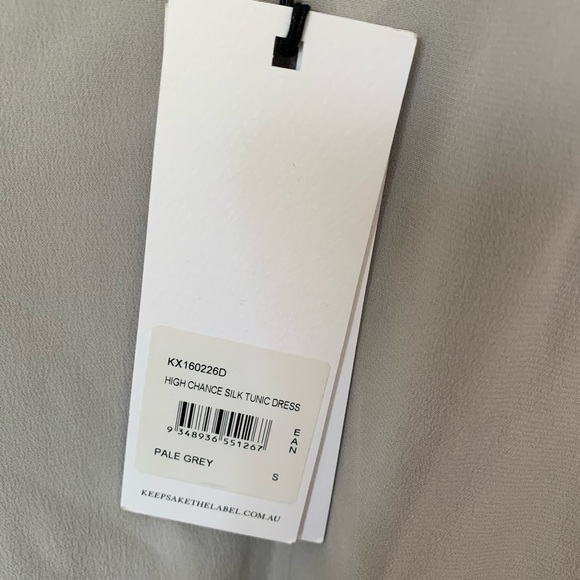 KX160226D
HIGH CHANCE SILK TUNIC DRESS
9 348936 551267
EAN
PALE GREY
S
KEEPSAKETHELABEL.COM.AU